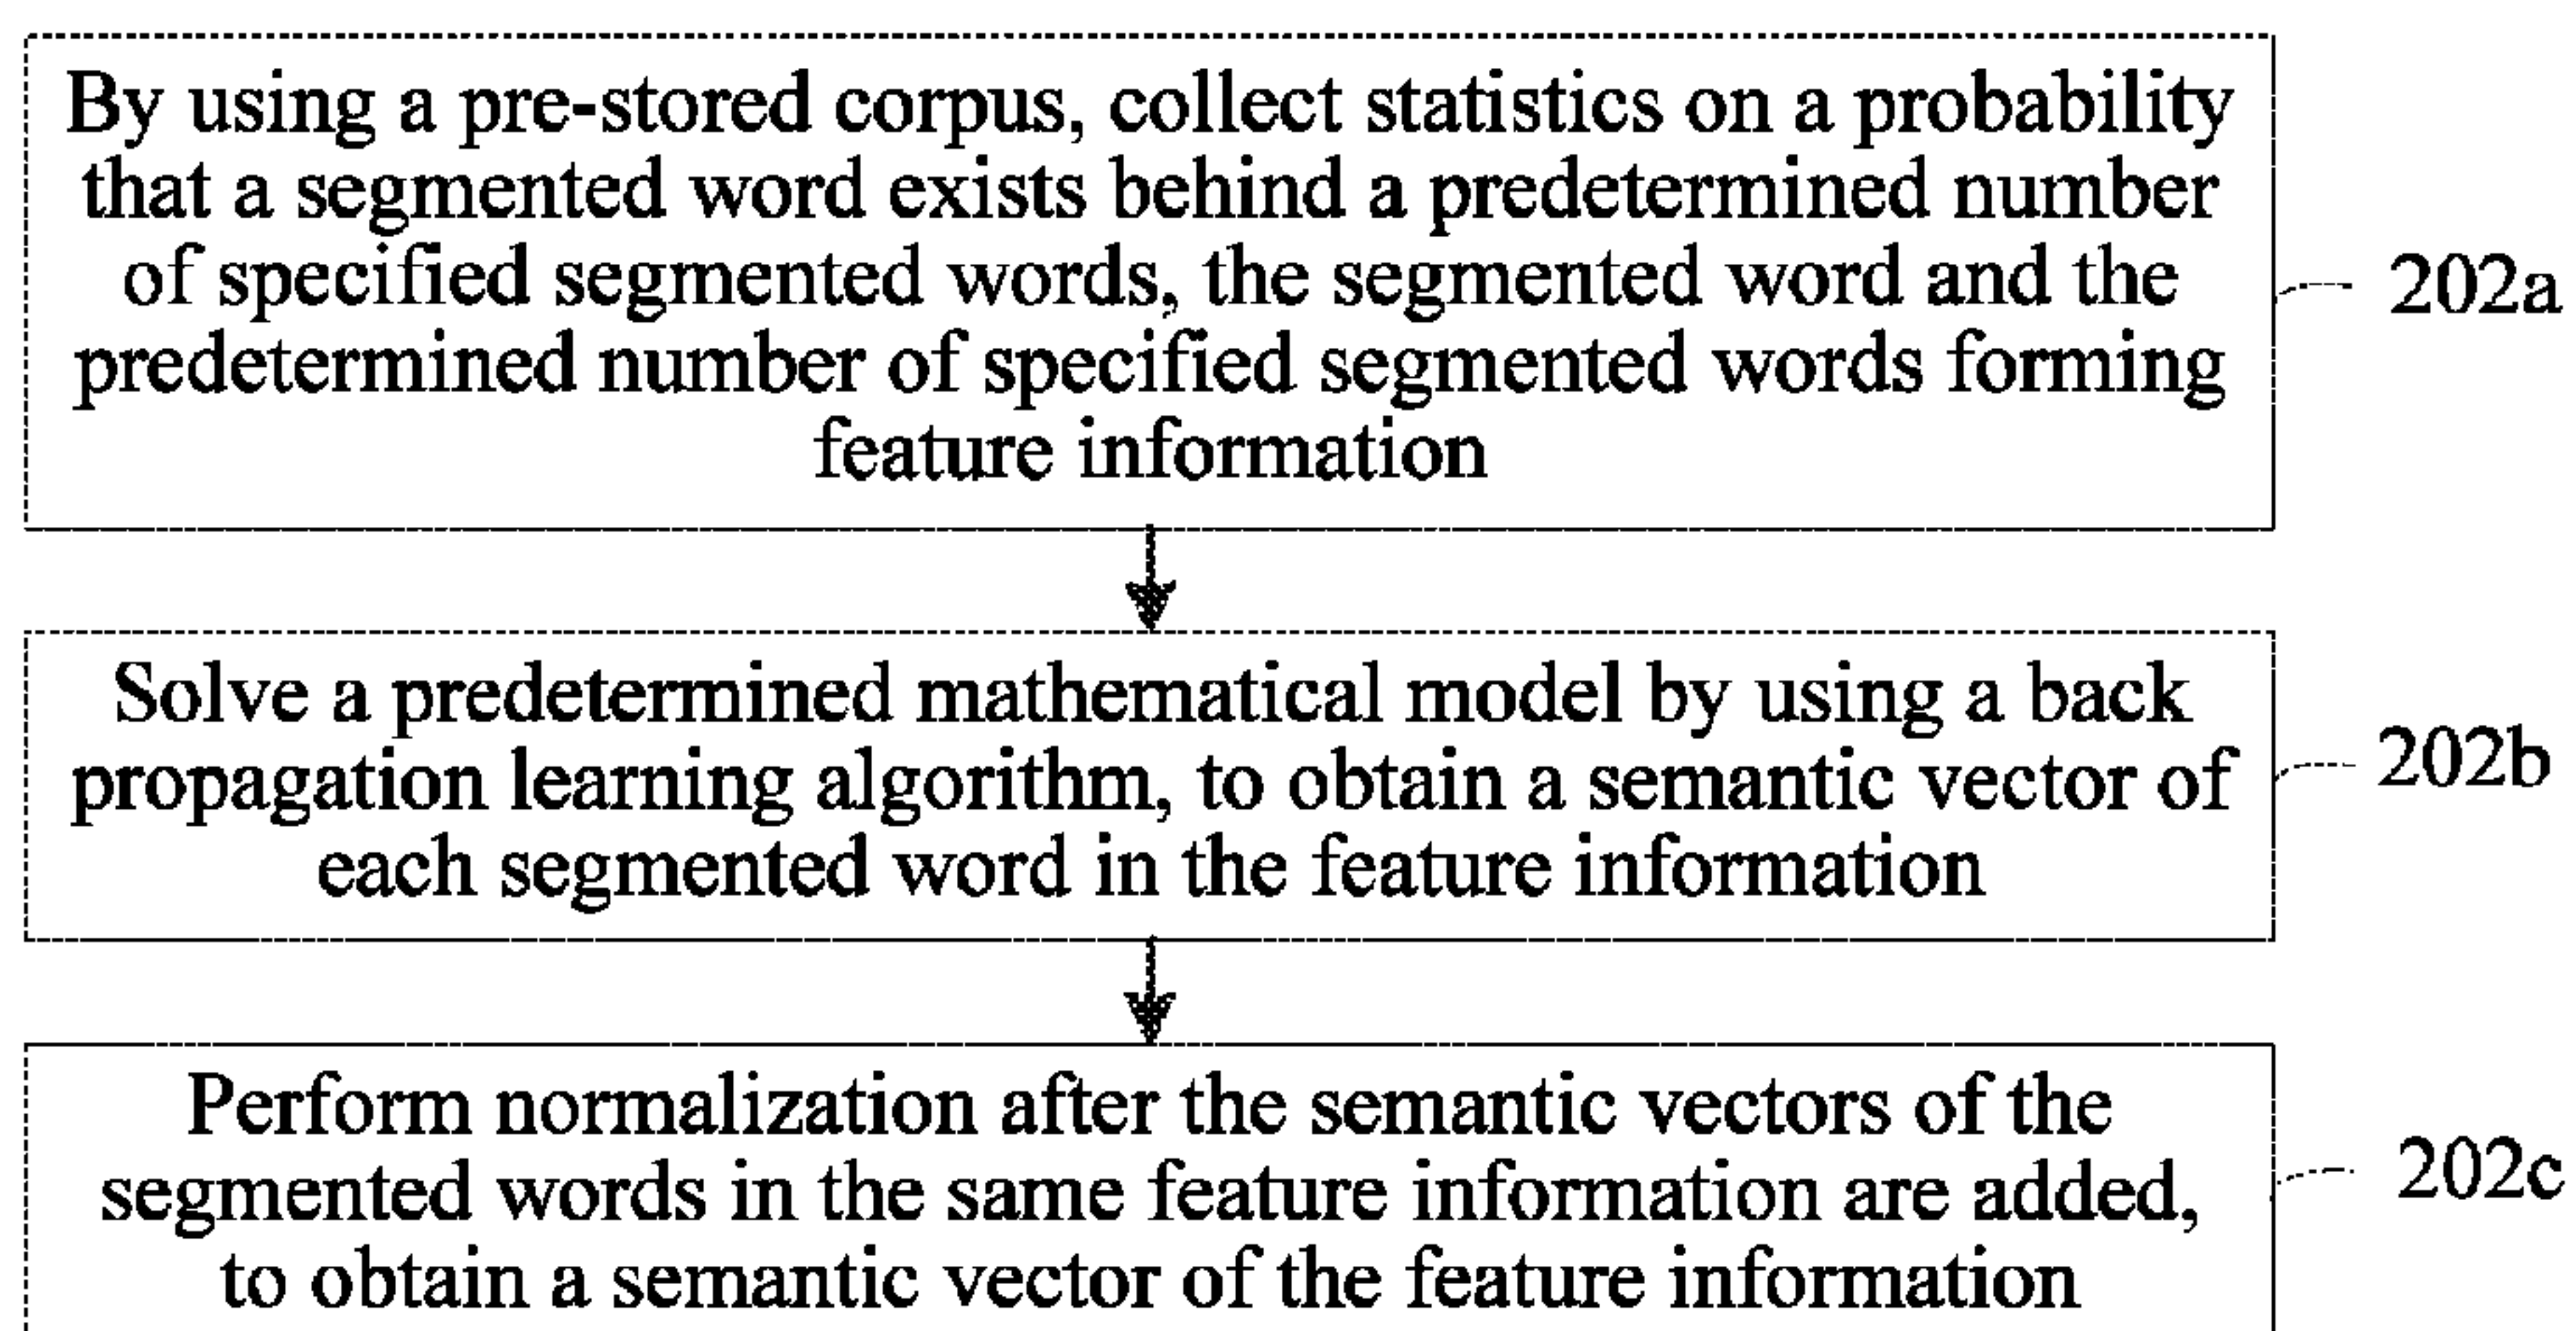 By using a pre-stored corpus, collect statistics on a probability
that a segmented word exists behind a predetermined number
of specified segmented words, the segmented word and the
predetermined number of specified segmented words forming
feature information
202a
Solve a predetermined mathematical model by using a back
propagation learning algorithm, to obtain a semantic vector of
each segmented word in the feature information
202b
Perform normalization after the semantic vectors of the
segmented words in the same feature information are added,
to obtain a semantic vector of the feature information
202c